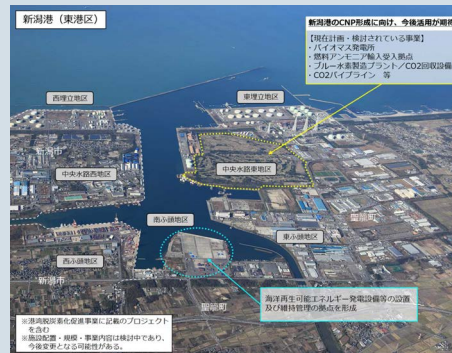 新潟港（東港区）
新潟港のCNP形成に向け、今後活用が期待
【現在計画・検討されている事業】
・バイオマス発電所
・燃料アンモニア輸入受入拠点
・ブルー水素製造プラント／CO2回収設備
・CO2パイプライン 等
西埋立地区
東埋立地区
中央水路西地区
中央水路東地区
南ふ頭地区
東ふ頭地区
西ふ頭地区
新潟市
聖籠町
海洋再生可能エネルギー発電設備等の設置
及び維持管理の拠点を形成
※港湾脱炭素化促進事業に記載のプロジェクト
を含む
※施設配置・規模・事業内容は検討中であり、
今後変更となる可能性がある。